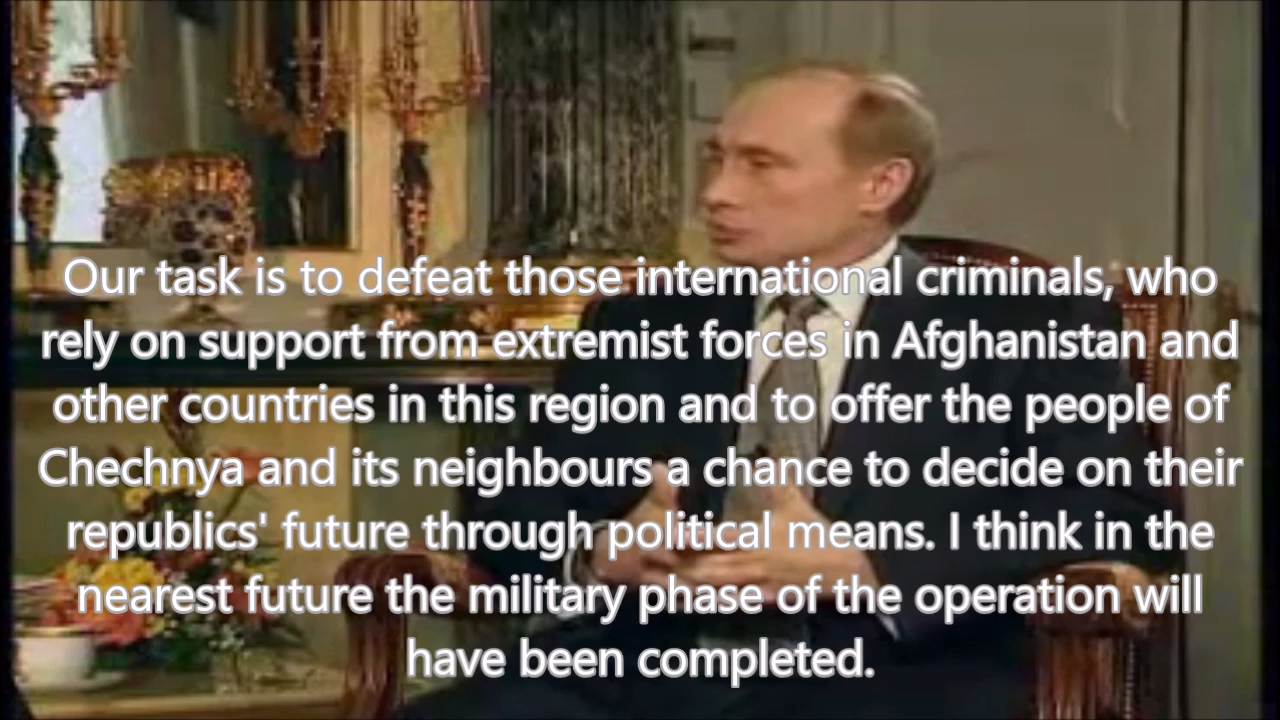 Our task is to defeat those international criminals, who
rely on support from extremist forces in Afghanistan and
other countries in this region and to offer the people of
Chechnya and its neighbours a chance to decide on their
republics' future through political means. I think in the
nearest future the military phase of the operation will
have been completed.